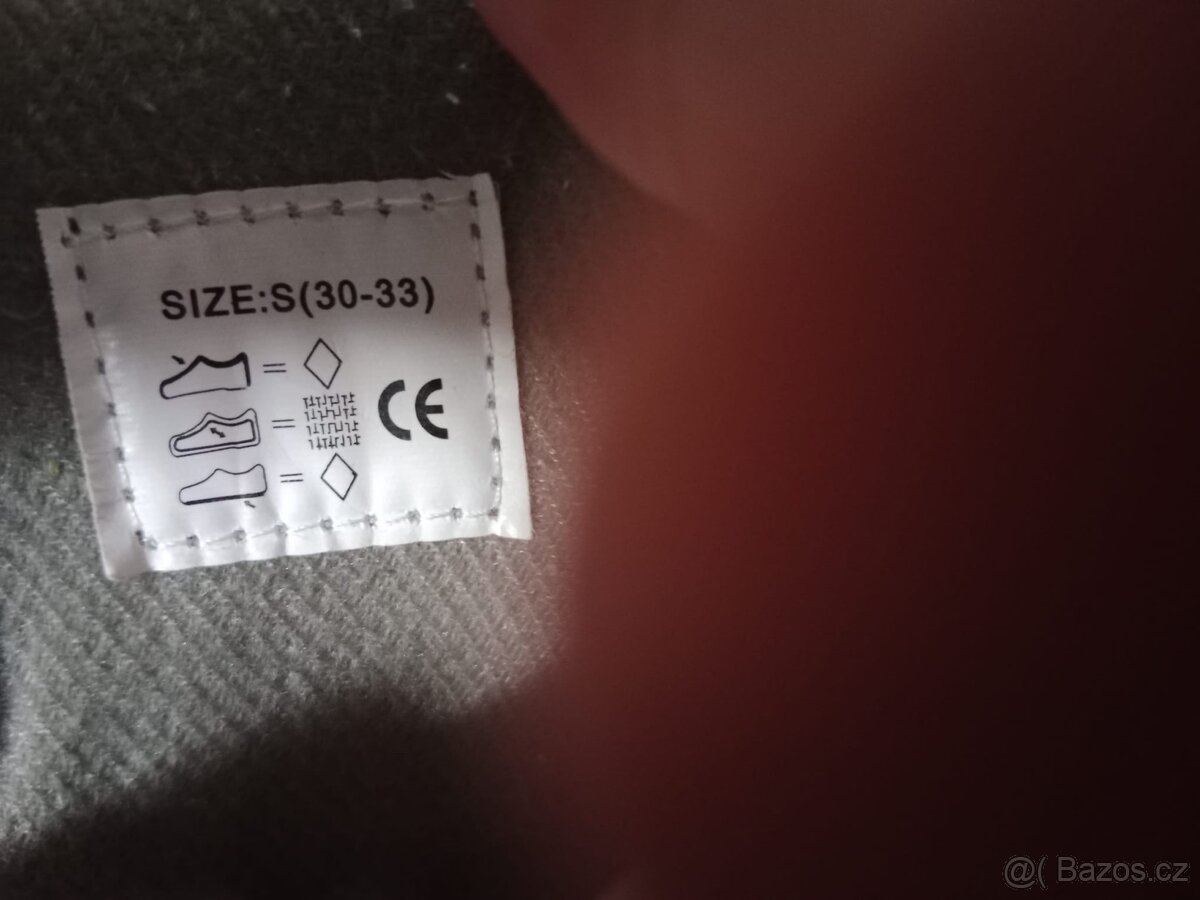 SIZE:S(30-33)
=
=
CE
=
@( Bazos.cz